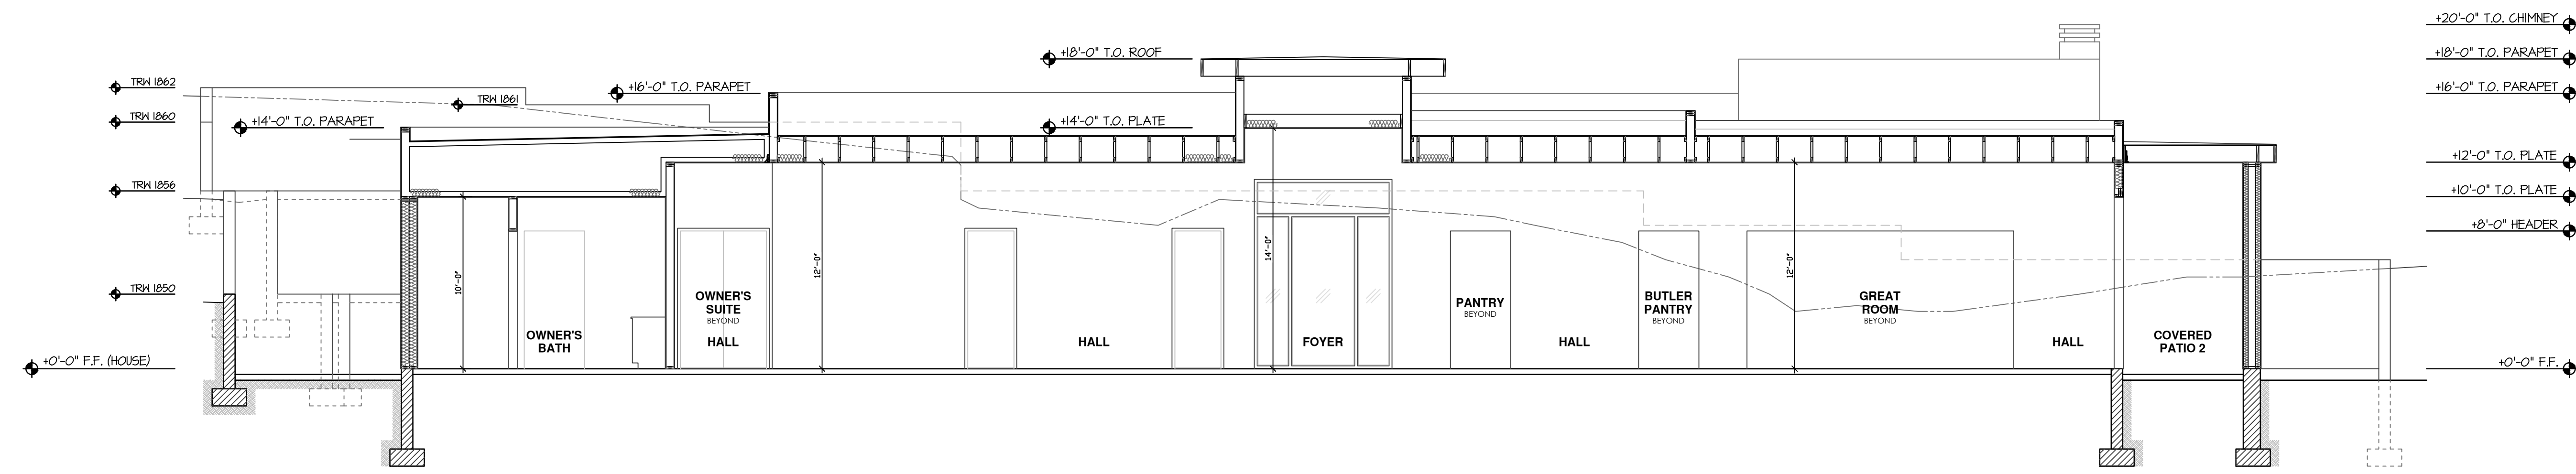 +20'-0" T.O. CHIMNEY
+18'-0" T.O. ROOF
+18'-0" T.O. PARAPET
TRW 1862
+16'-0" T.O. PARAPET
+16'-0" T.O. PARAPET
TRW 1861
TRW 1860
+14'-0" T.O. PARAPET
+14'-0" T.O. PLATE
+12'-0" T.O. PLATE
TRW 1856
+10'-0" T.O. PLATE
+8'-0" HEADER
10'-0"
12'-0"
14'-0"
12'-0"
TRW 1850
OWNER'S
SUITE
BEYOND
HALL
OWNER'S
BATH
HALL
FOYER
PANTRY
BEYOND
HALL
BUTLER
PANTRY
BEYOND
GREAT
ROOM
BEYOND
HALL
COVERED
PATIO 2
+0'-0" F.F. (HOUSE)
+0'-0" F.F.